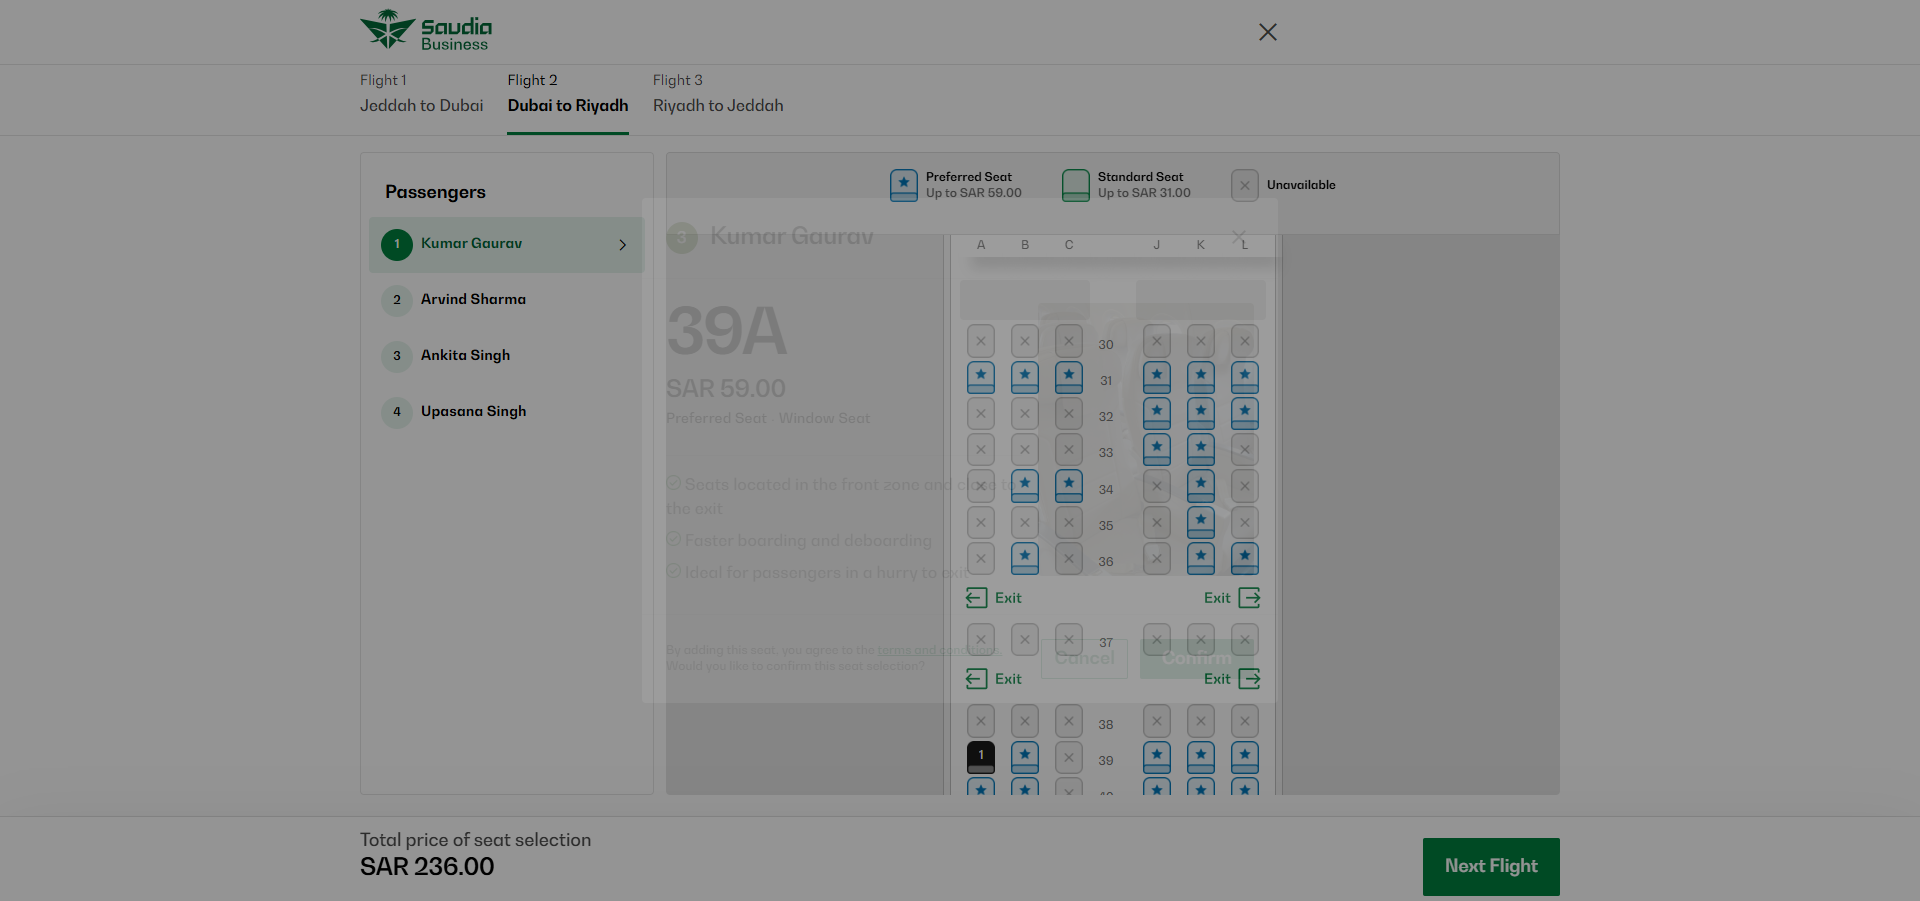 Saudia
Business
Flight 1
Jeddah to Dubai
Flight 2
Dubai to Riyadh
Flight 3
Riyadh to Jeddah
Passengers
1 Kumar Gaurav
2 Arvind Sharma
3 Ankita Singh
4 Upasana Singh
Preferred Seat
Up to SAR 59.00
Standard Seat
Up to SAR 31.00
Unavailable
3 Kumar Gaurav
39A
SAR 59.00
Preferred Seat - Window Seat
Seats located in the front zone and close to
the exit
Faster boarding and deboarding
Ideal for passengers in a hurry to exit
By adding this seat, you agree to the terms and conditions.
Would you like to confirm this seat selection?
Cancel
Confirm
A B C J K L
30
31
32
33
34
35
36
Exit Exit
37
Exit Exit
38
1 39
Total price of seat selection
SAR 236.00
Next Flight